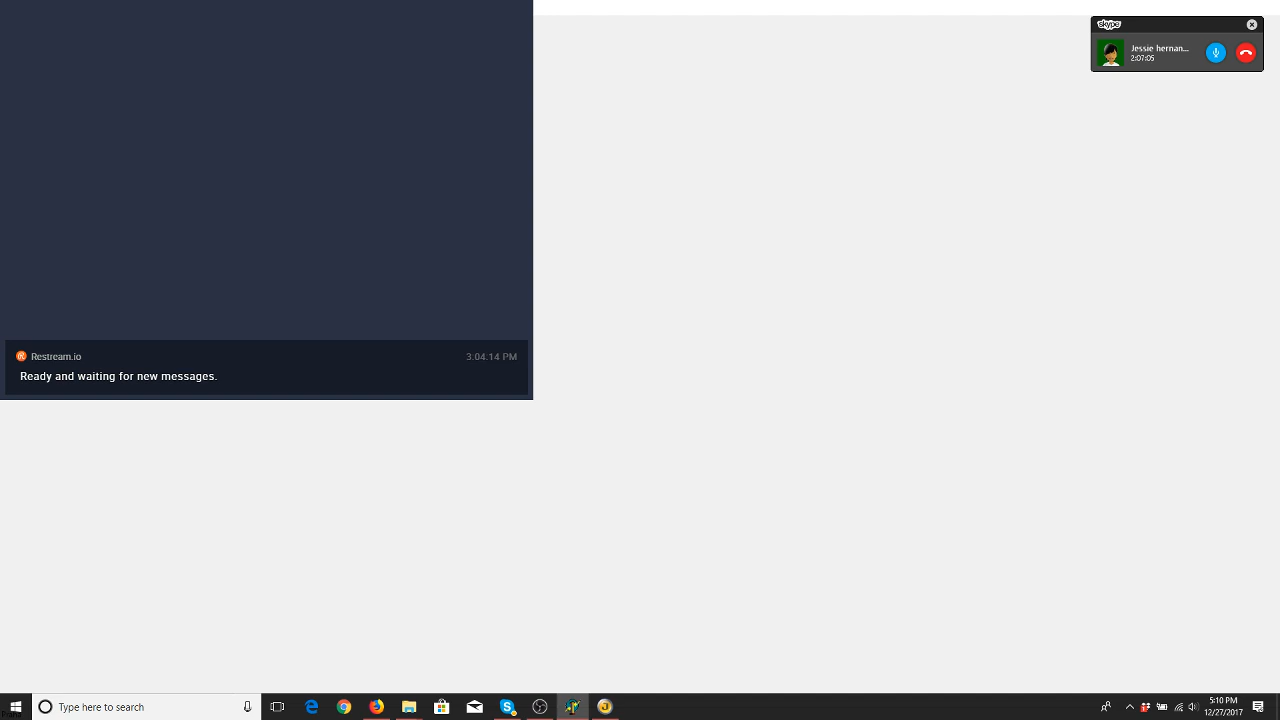 skype
Jessie hernan...
2:07:05
Restream.io
3:04:14 PM
Ready and waiting for new messages.
Type here to search
5:10 PM
12/27/2017